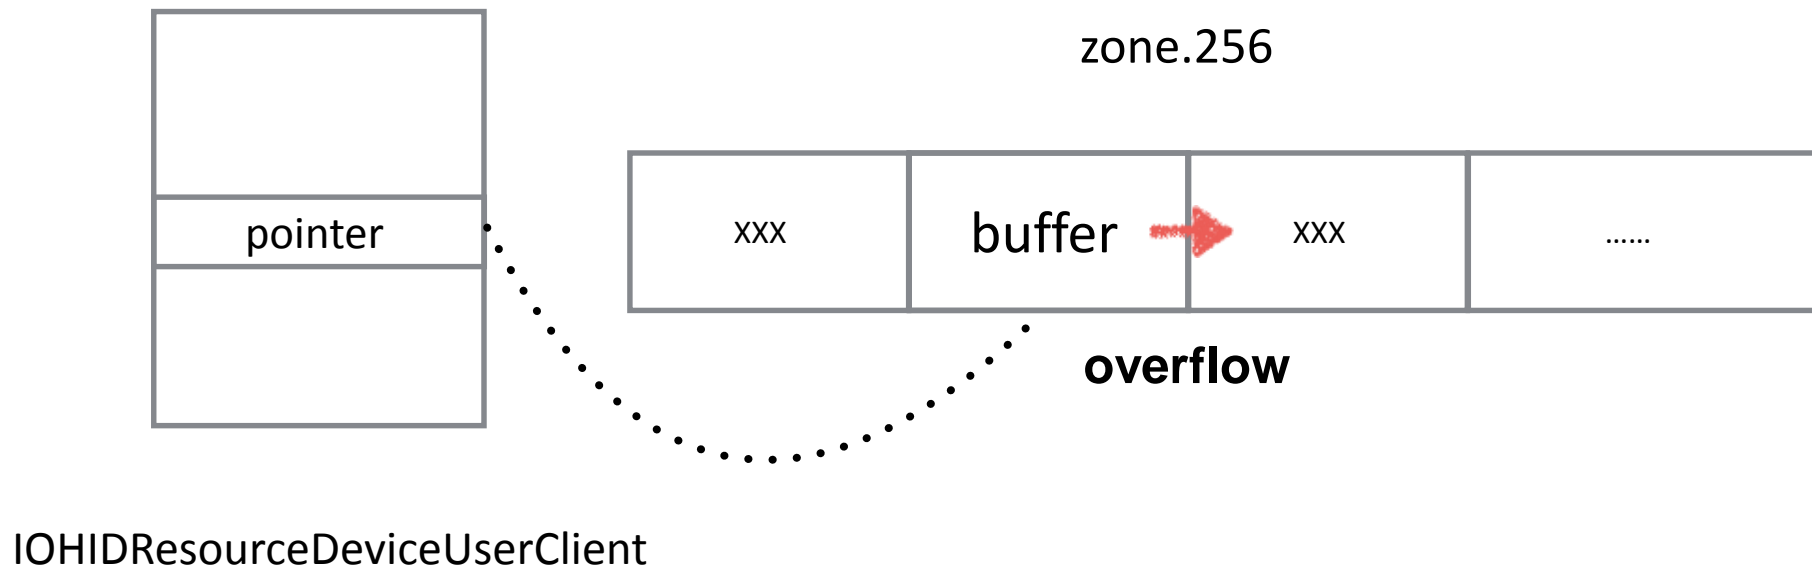 zone.256
pointer
xxx
buffer
xxx
......
overflow
IOHIDResourceDeviceUserClient